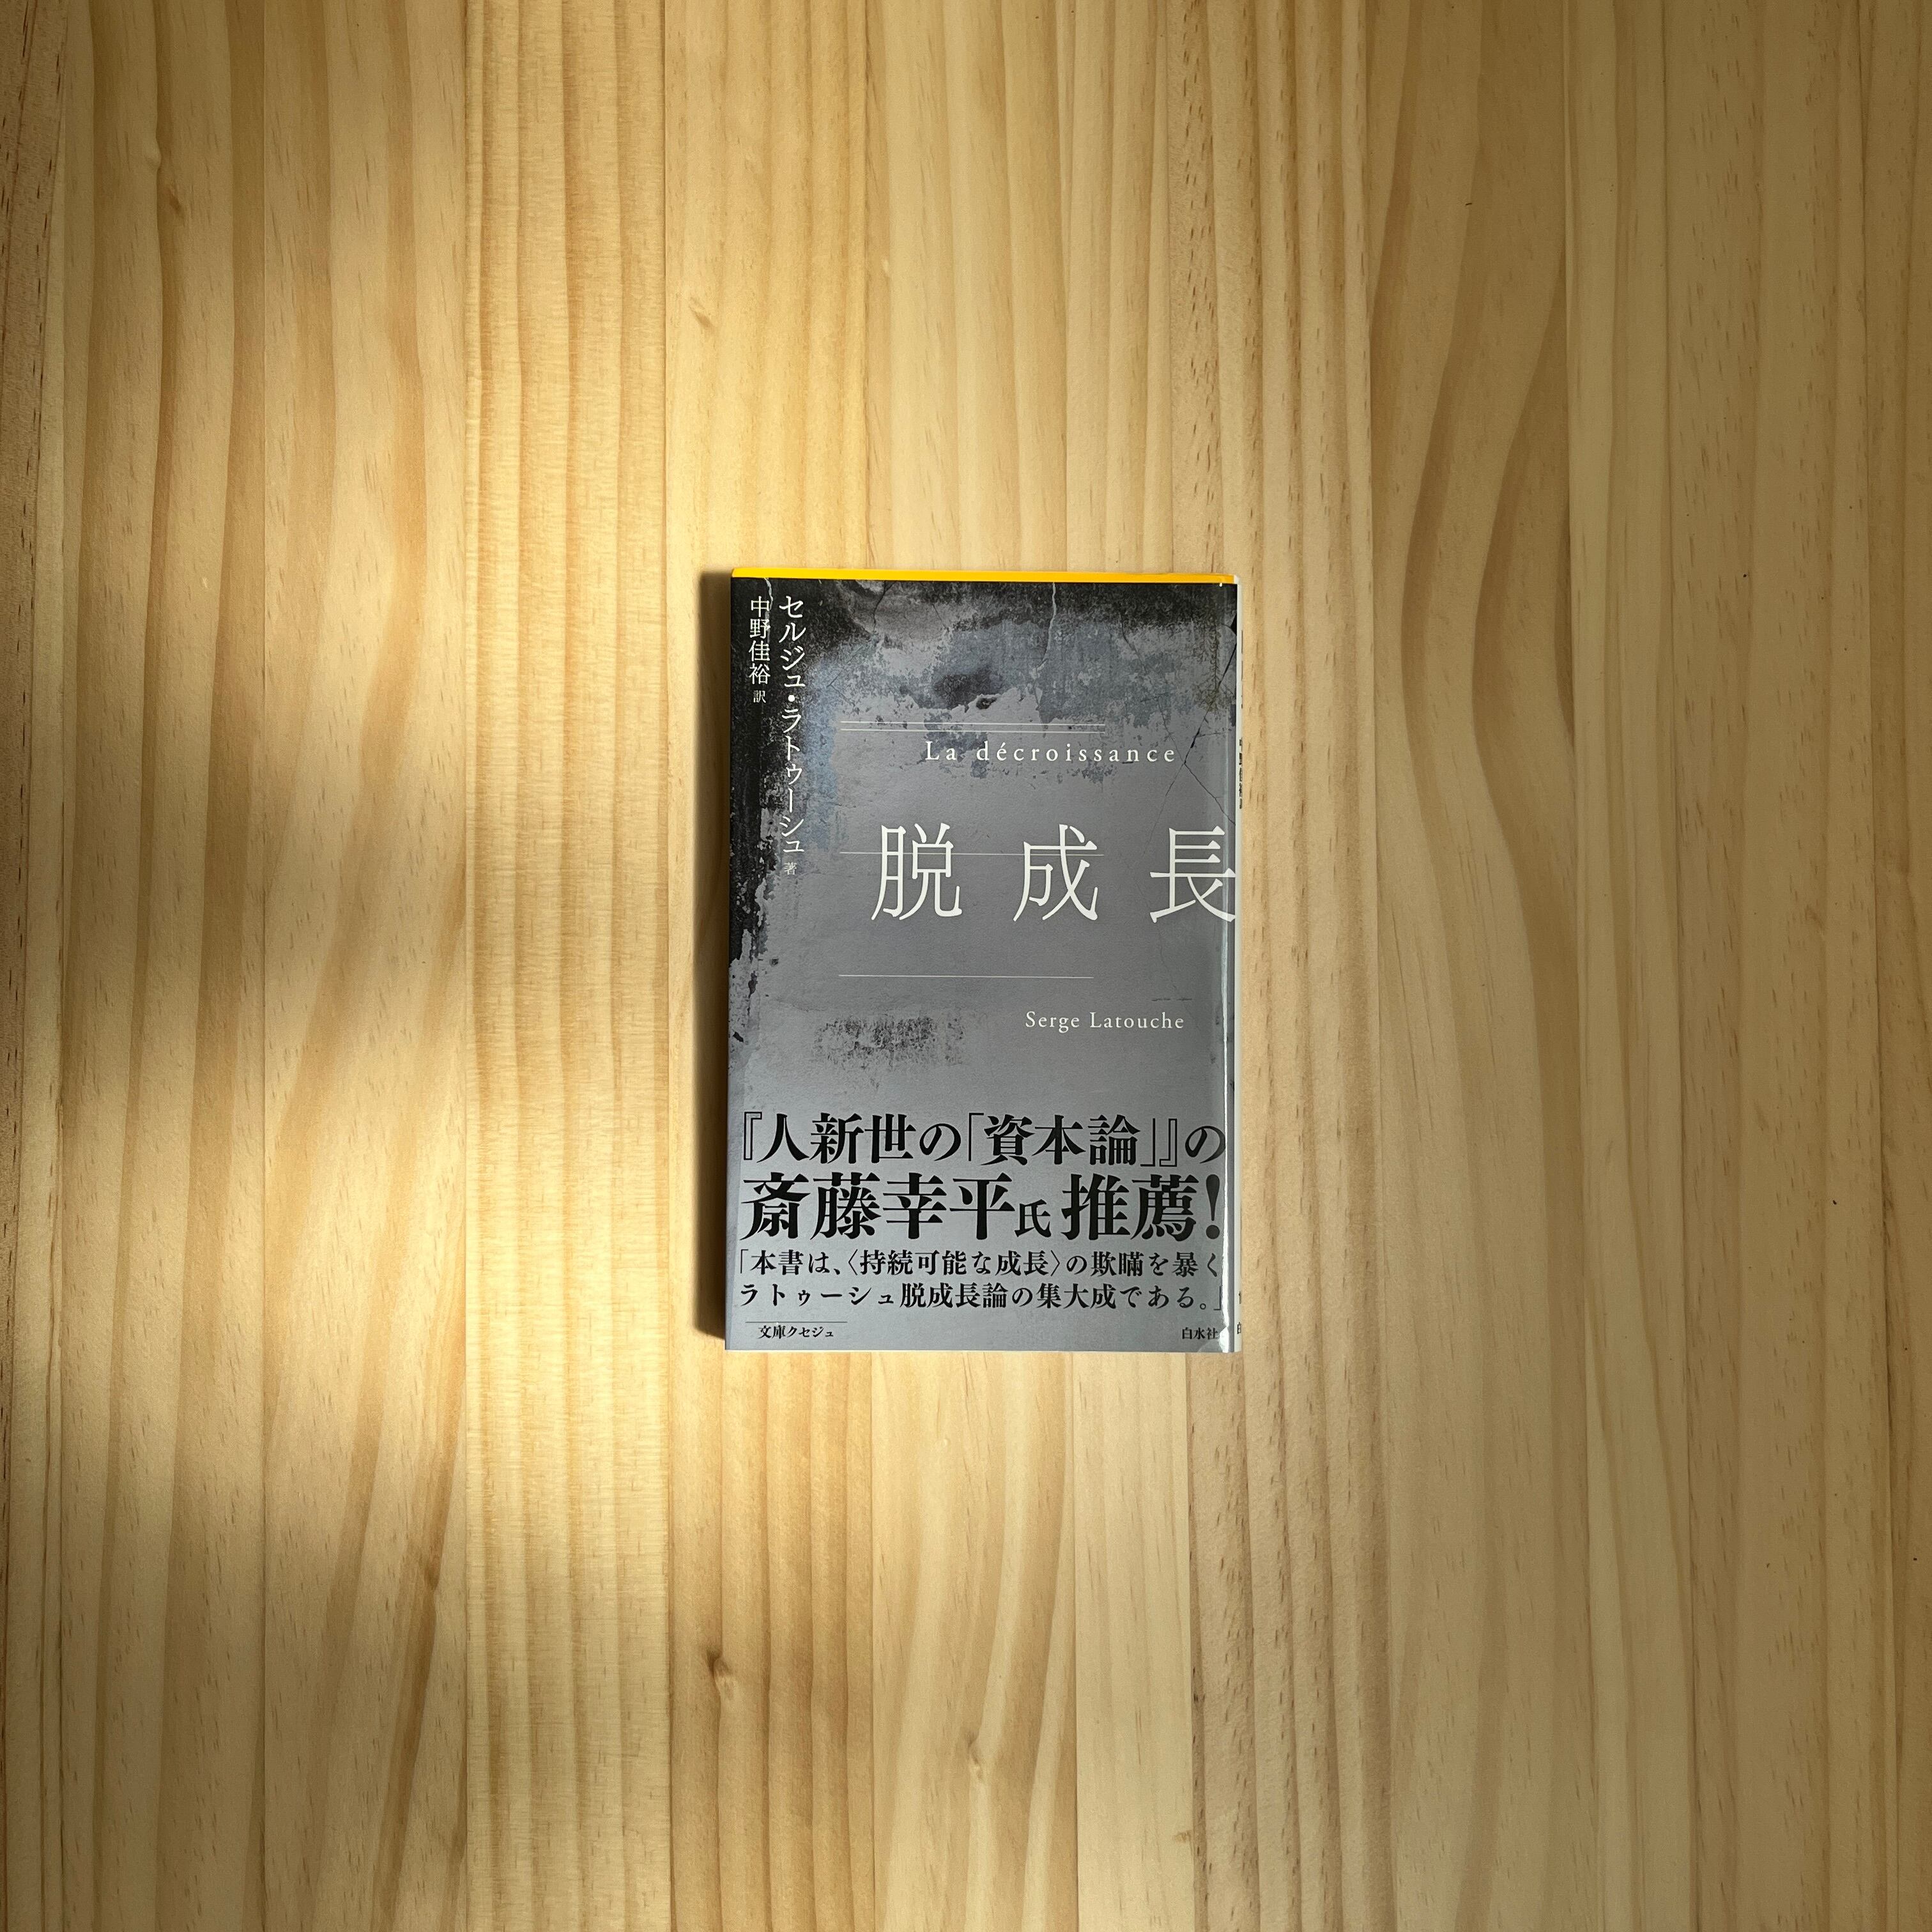 セルジュ・ラトゥーシュ 著
中野佳裕 訳
La décroissance
脱成長
Serge Latouche
『人新世の「資本論」』の
斎藤幸平氏推薦!
「本書は、〈持続可能な成長〉の欺瞞を暴く
ラトゥーシュ脱成長論の集大成である。」
文庫クセジュ
白水社